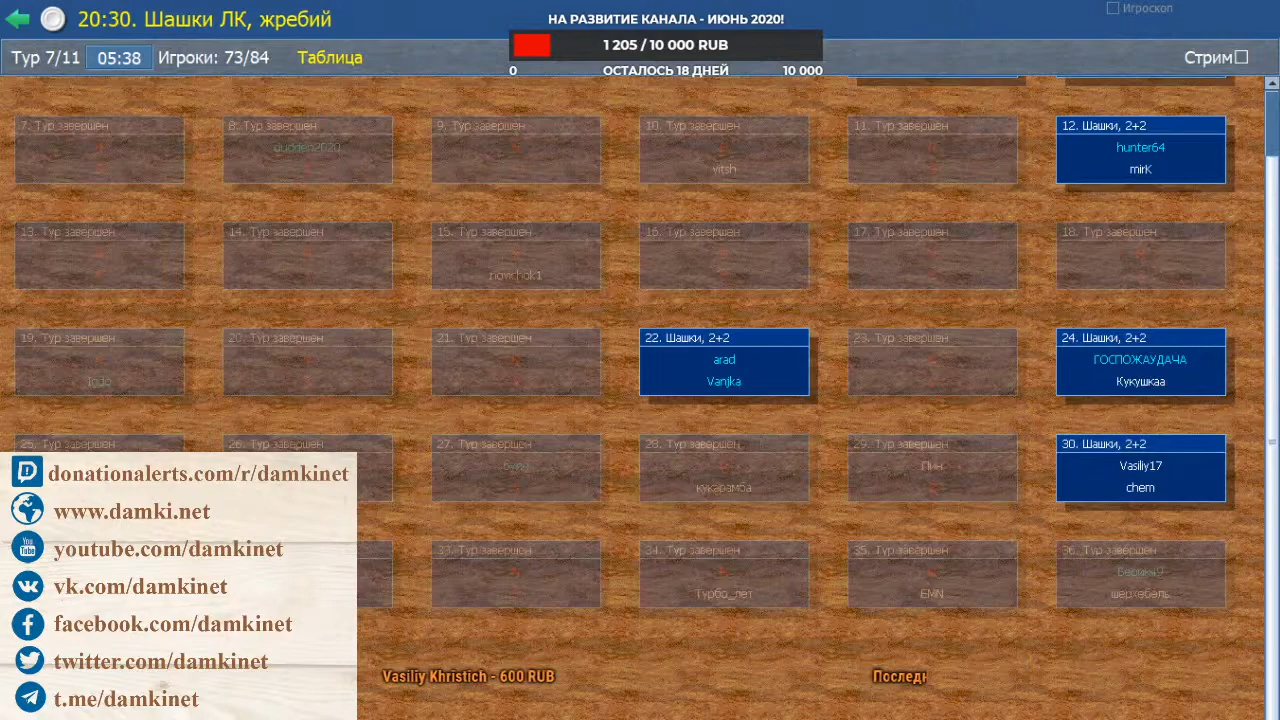 20:30. Шашки ЛК, жребий
НА РАЗВИТИЕ КАНАЛА - ИЮНЬ 2020!
Игроскоп
Тур 7/11
05:38
Игроки: 73/84
Таблица
1 205 / 10 000 RUB
0
ОСТАЛОСЬ 18 ДНЕЙ
10 000
Стрим
7. Тур завершен
8. Тур завершен
dudden2020
9. Тур завершен
10. Тур завершен
vitsh
11. Тур завершен
12. Шашки, 2+2
hunter64
mirK
13. Тур завершен
14. Тур завершен
15. Тур завершен
16. Тур завершен
17. Тур завершен
18. Тур завершен
19. Тур завершен
20. Тур завершен
21. Тур завершен
22. Шашки, 2+2
arad
Vanjka
23. Тур завершен
24. Шашки, 2+2
ГОСПОЖАУДАЧА
Кукушкаа
25. Тур завершен
26. Тур завершен
27. Тур завершен
28. Тур завершен
кукарамба
29. Тур завершен
30. Шашки, 2+2
Vasiliy17
chem
33. Тур завершен
34. Тур завершен
Турбо_лет
35. Тур завершен
EMN
36. Тур завершен
шерхебель
donationalerts.com/r/damkinet
www.damki.net
youtube.com/damkinet
vk.com/damkinet
facebook.com/damkinet
twitter.com/damkinet
t.me/damkinet
Vasiliy Khristich - 600 RUB
Последн